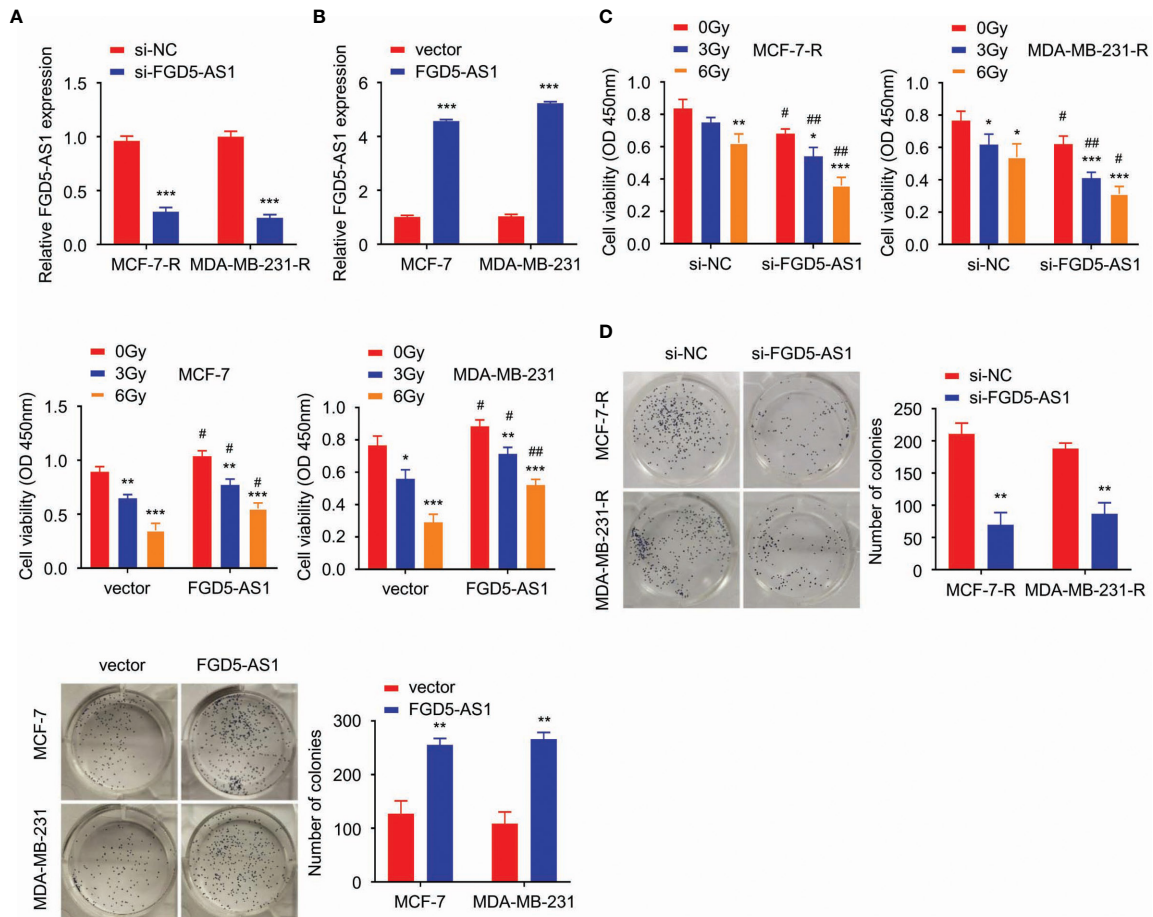 A
si-NC
si-FGD5-AS1
Relative FGD5-AS1 expression
1.5
1.0
0.5
0.0
***
***
MCF-7-R
MDA-MB-231-R
B
vector
FGD5-AS1
Relative FGD5-AS1 expression
6
4
2
0
***
***
MCF-7
MDA-MB-231
C
0Gy
3Gy
6Gy
MCF-7-R
Cell viability (OD 450nm)
1.0
0.8
0.6
0.4
0.2
0.0
**
#
##
*
##
***
si-NC
si-FGD5-AS1
0Gy
3Gy
6Gy
MDA-MB-231-R
Cell viability (OD 450nm)
1.0
0.8
0.6
0.4
0.2
0.0
*
*
#
##
***
#
***
si-NC
si-FGD5-AS1
0Gy
3Gy
6Gy
MCF-7
Cell viability (OD 450nm)
1.5
1.0
0.5
0.0
**
***
#
#
**
#
***
vector
FGD5-AS1
0Gy
3Gy
6Gy
MDA-MB-231
Cell viability (OD 450nm)
1.0
0.8
0.6
0.4
0.2
0.0
*
***
#
#
**
##
***
vector
FGD5-AS1
D
si-NC
si-FGD5-AS1
MCF-7-R
MDA-MB-231-R
si-NC
si-FGD5-AS1
Number of colonies
250
200
150
100
50
0
**
**
MCF-7-R
MDA-MB-231-R
vector
FGD5-AS1
MCF-7
MDA-MB-231
vector
FGD5-AS1
Number of colonies
300
200
100
0
**
**
MCF-7
MDA-MB-231